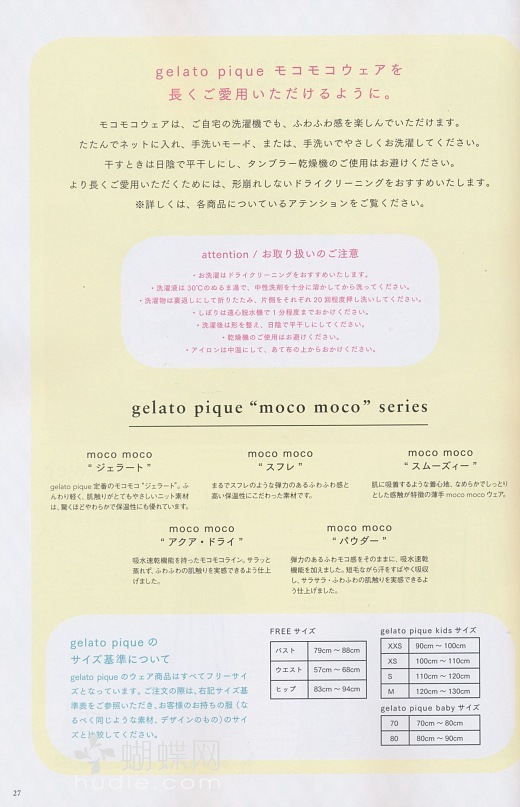 gelato pique モコモコウェアを
長くご愛用いただけるように。
モコモコウェアは、ご自宅の洗濯機でも、ふわふわ感を楽しんでいただけます。
たたんでネットに入れ、手洗いモード、または、手洗いでやさしくお洗濯してください。
干すときは日陰で平干しにし、タンブラー乾燥機のご使用はお避けください。
より長くご愛用いただくためには、形崩れしないドライクリーニングをおすすめいたします。
※詳しくは、各商品についているアテンションをご覧ください。
attention / お取り扱いのご注意
・お洗濯はドライクリーニングをおすすめいたします。
・洗濯液は30℃のぬるま湯で、中性洗剤を十分に溶かしてから洗ってください。
・洗濯物は裏返しにして折りたたみ、片側をそれぞれ20回程度押し洗いしてください。
・しぼりは遠心脱水機で1分程度までおかけください。
・洗濯後は形を整え、日陰で平干しにしてください。
・乾燥機のご使用はお避けください。
・アイロンは中温にして、あて布の上からおかけください。
gelato pique “moco moco” series
moco moco
“ ジェラート ”
gelato pique 定番のモコモコ“ジェラート”。ふ
んわり軽く、肌触りがとてもやさしいニット素材
は、驚くほどやわらかで保温性にも優れています。
moco moco
“ スフレ ”
まるでスフレのような弾力のあるふわふわ感と
高い保温性にこだわった素材です。
moco moco
“ スムーズィー ”
肌に吸着するような着心地、なめらかでしっとり
とした感触が特徴の薄手 moco moco ウェア。
moco moco
“ アクア・ドライ ”
吸水速乾機能を持ったモコモコライン。サラッと
蒸れず、ふわふわの肌触りを実感できるよう仕上
げました。
moco moco
“ パウダー ”
弾力のあるふわモコ感をそのままに、吸水速乾
機能を加えました。短毛ながら汗をすばやく吸収
し、サラサラ・ふわふわの肌触りを実感できるよ
う仕上げました。
gelato pique の
サイズ基準について
gelato pique のウェア商品はすべてフリーサイ
ズとなっています。ご注文の際は、右記サイズ基
準表をご参照いただき、お客様のお持ちの服（な
るべく同じような素材、デザインのもの）のサイ
ズと比較してください。
FREE サイズ
バスト 79cm 〜 88cm
ウエスト 57cm 〜 68cm
ヒップ 83cm 〜 94cm
gelato pique kids サイズ
XXS 90cm 〜 100cm
XS 100cm 〜 110cm
S 110cm 〜 120cm
M 120cm 〜 130cm
gelato pique baby サイズ
70 70cm 〜 80cm
80 80cm 〜 90cm
蝴蝶网
hudie.com
27